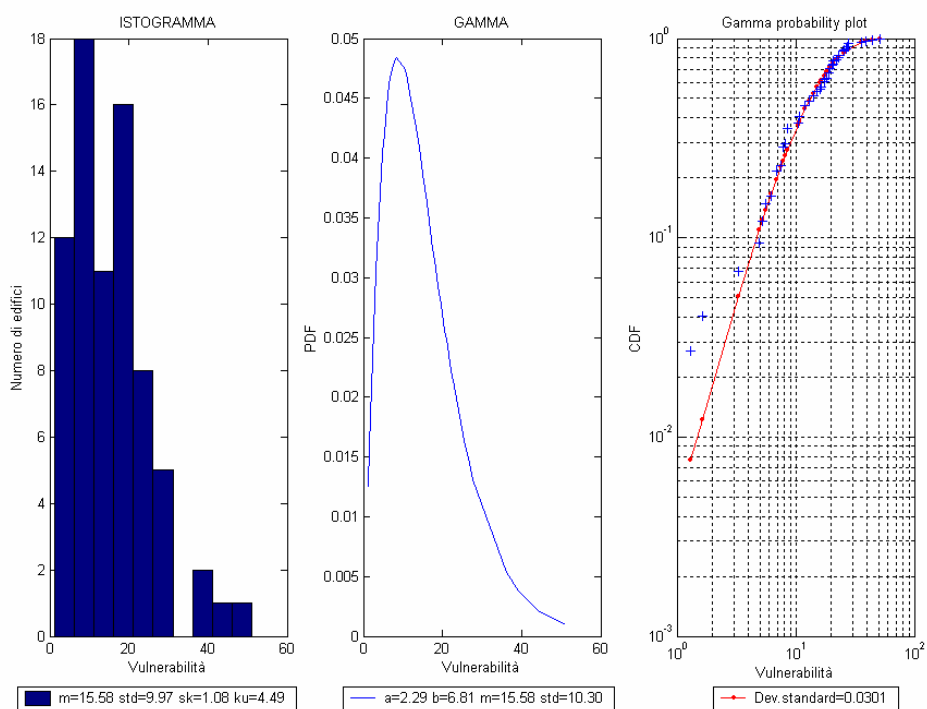 ISTOGRAMMA
18
16
14
12
10
8
6
4
2
0
Numero di edifici
0 20 40 60
Vulnerabilità
m=15.58 std=9.97 sk=1.08 ku=4.49
GAMMA
0.05
0.045
0.04
0.035
0.03
0.025
0.02
0.015
0.01
0.005
0
PDF
0 20 40 60
Vulnerabilità
a=2.29 b=6.81 m=15.58 std=10.30
Gamma probability plot
10^0
10^-1
10^-2
10^-3
CDF
10^0 10^1 10^2
Vulnerabilità
Dev.standard=0.0301